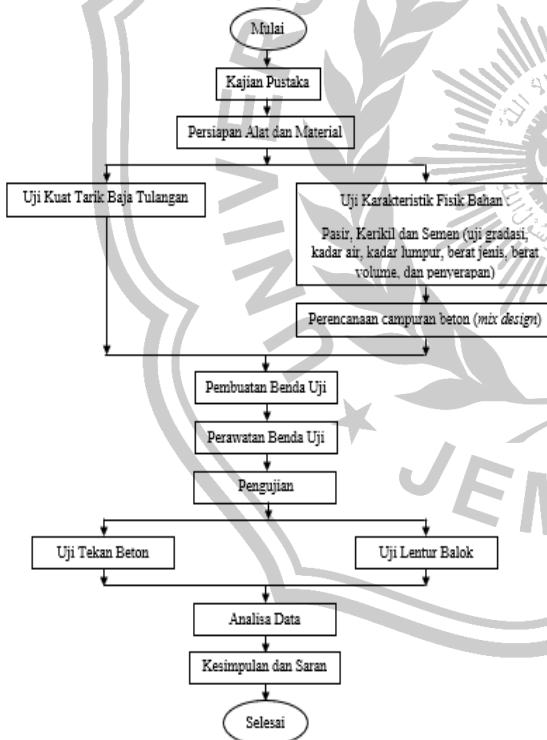 Mulai
Kajian Pustaka
Persiapan Alat dan Material
Uji Kuat Tarik Baja Tulangan
Uji Karakteristik Fisik Bahan :
Pasir, Kerikil dan Semen (uji gradasi,
kadar air, kadar lumpur, berat jenis, berat
volume, dan penyerapan)
Perencanaan campuran beton (mix design)
Pembuatan Benda Uji
Perawatan Benda Uji
Pengujian
Uji Tekan Beton
Uji Lentur Balok
Analisa Data
Kesimpulan dan Saran
Selesai